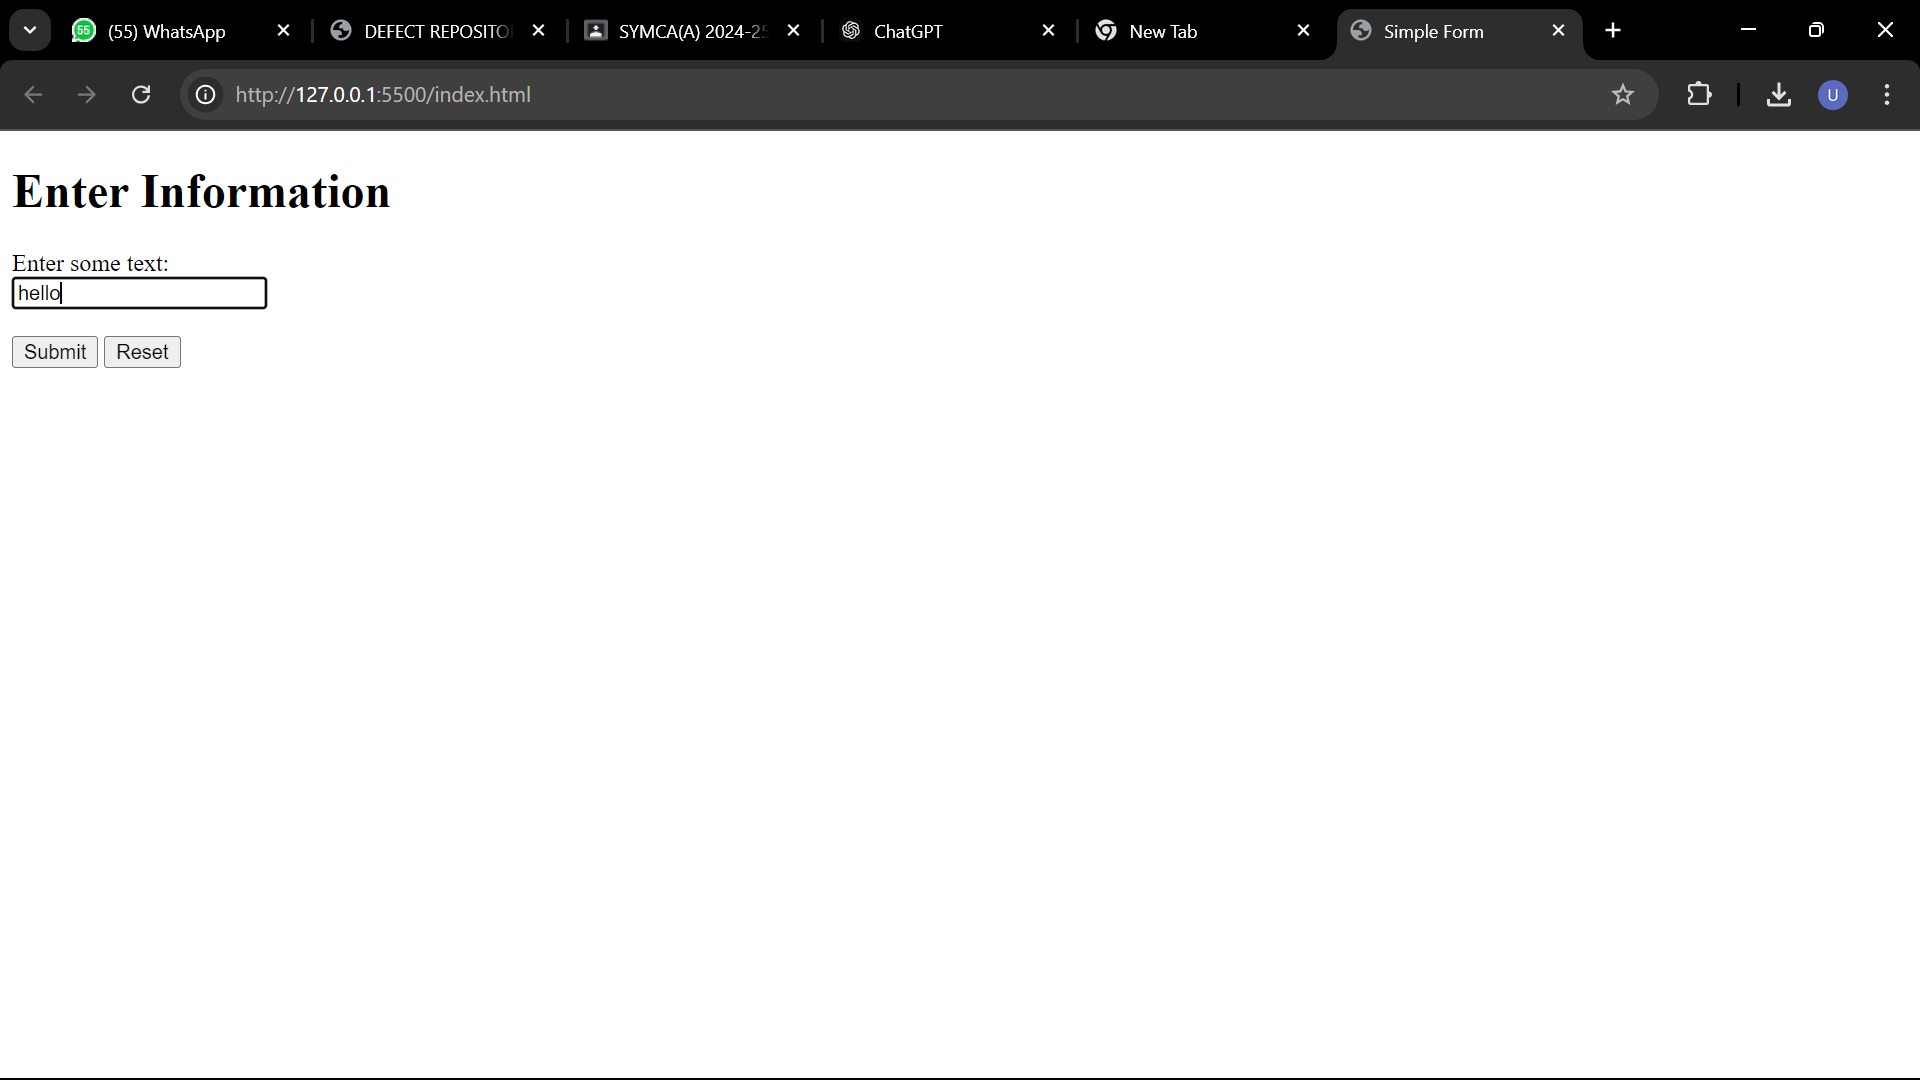 55 (55) WhatsApp DEFECT REPOSITO SYMCA(A) 2024-25 ChatGPT New Tab Simple Form
http://127.0.0.1:5500/index.html U
Enter Information
Enter some text:
hello
Submit Reset